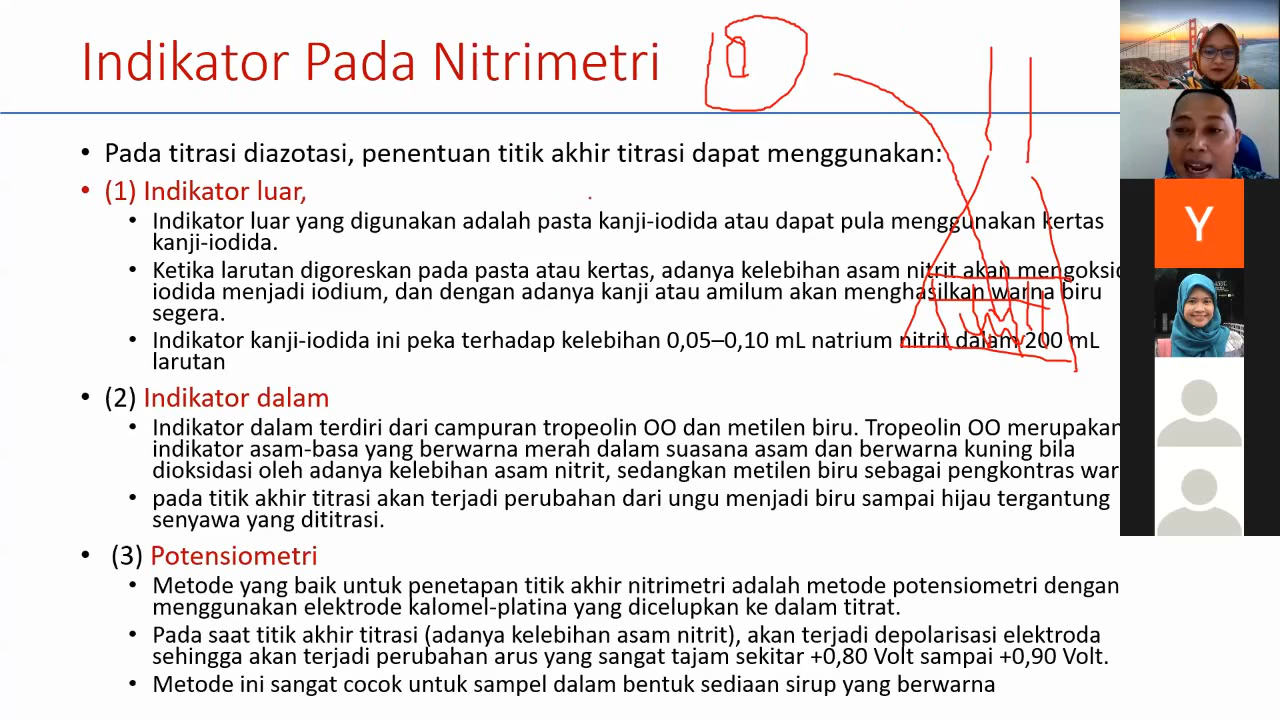 Indikator Pada Nitrimetri
• Pada titrasi diazotasi, penentuan titik akhir titrasi dapat menggunakan:
• (1) Indikator luar,
• Indikator luar yang digunakan adalah pasta kanji-iodida atau dapat pula menggunakan kertas
kanji-iodida.
• Ketika larutan digoreskan pada pasta atau kertas, adanya kelebihan asam nitrit akan mengoksid
iodida menjadi iodium, dan dengan adanya kanji atau amilum akan menghasilkan warna biru
segera.
• Indikator kanji-iodida ini peka terhadap kelebihan 0,05–0,10 mL natrium nitrit dalam 200 mL
larutan
• (2) Indikator dalam
• Indikator dalam terdiri dari campuran tropeolin OO dan metilen biru. Tropeolin OO merupakan
indikator asam-basa yang berwarna merah dalam suasana asam dan berwarna kuning bila
dioksidasi oleh adanya kelebihan asam nitrit, sedangkan metilen biru sebagai pengkontras war
• pada titik akhir titrasi akan terjadi perubahan dari ungu menjadi biru sampai hijau tergantung
senyawa yang dititrasi.
• (3) Potensiometri
• Metode yang baik untuk penetapan titik akhir nitrimetri adalah metode potensiometri dengan
menggunakan elektrode kalomel-platina yang dicelupkan ke dalam titrat.
• Pada saat titik akhir titrasi (adanya kelebihan asam nitrit), akan terjadi depolarisasi elektroda
sehingga akan terjadi perubahan arus yang sangat tajam sekitar +0,80 Volt sampai +0,90 Volt.
• Metode ini sangat cocok untuk sampel dalam bentuk sediaan sirup yang berwarna
Y